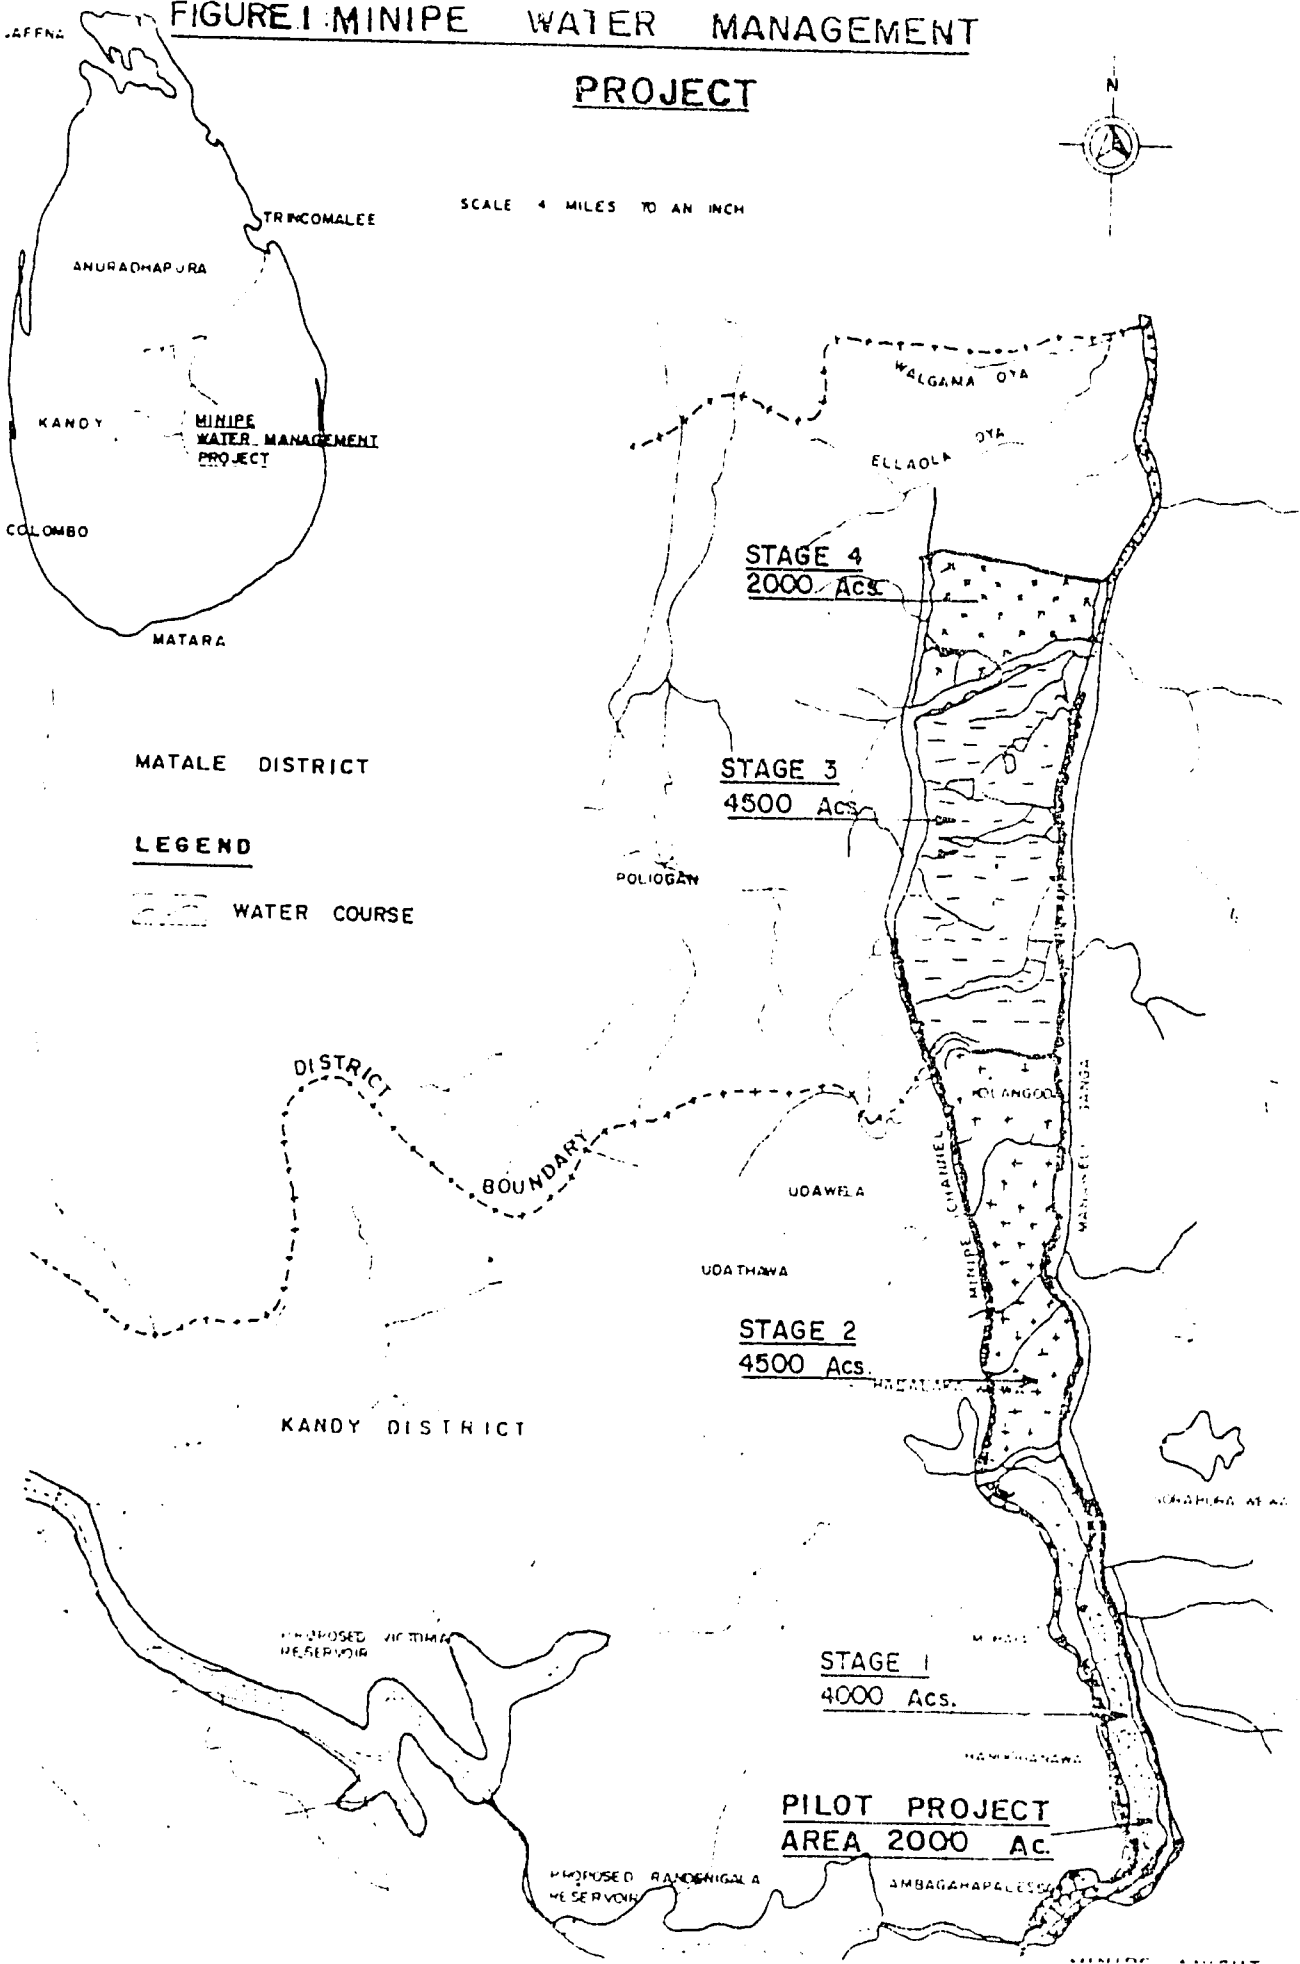 FIGURE.1 : MINIPE WATER MANAGEMENT
PROJECT
JAFFNA
N
TRINCOMALEE
SCALE 4 MILES TO AN INCH
ANURADHAPURA
WALGAMA OYA
KANDY
MINIPE
WATER MANAGEMENT
PROJECT
ELLAOLA OYA
COLOMBO
STAGE 4
2000 Acs.
MATARA
MATALE DISTRICT
STAGE 3
4500 Acs
LEGEND
POLIOGAN
WATER COURSE
DISTRICT
BOUNDARY
MINIPE CHANNEL
GANGA
UDAWELA
UDATHAWA
STAGE 2
4500 Acs.
KANDY DISTRICT
PROPOSED VICTORIA
RESERVOIR
STAGE 1
4000 Acs.
PILOT PROJECT
AREA 2000 AC.
PROPOSED RANDENIGALA
RESERVOIR